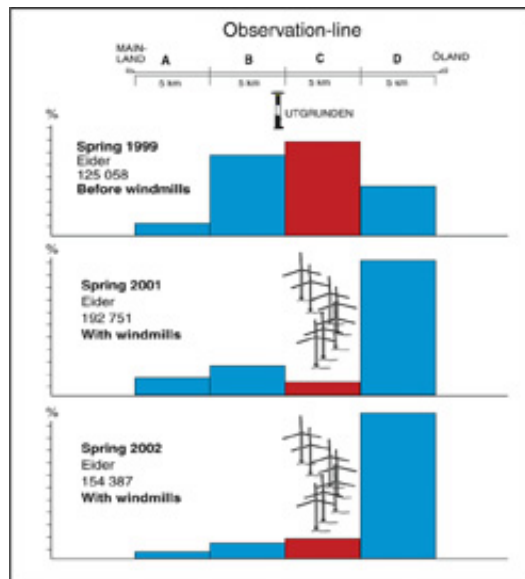 Observation-line
MAIN-
LAND
A
B
C
D
ÖLAND
5 km
5 km
5 km
5 km
UTGRUNDEN
%
Spring 1999
Eider
125 058
Before windmills
%
Spring 2001
Eider
192 751
With windmills
%
Spring 2002
Eider
154 387
With windmills